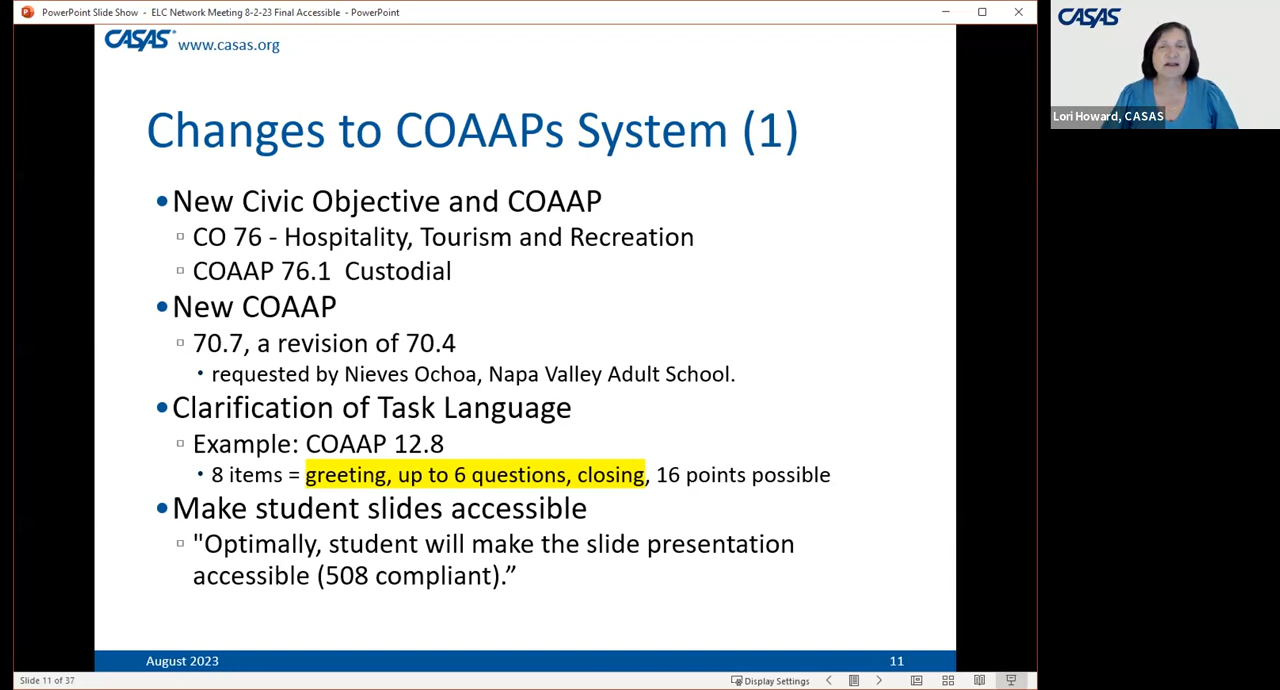 PowerPoint Slide Show - ELC Network Meeting 8-2-23 Final Accessible - PowerPoint
CASAS www.casas.org
CASAS
Lori Howard, CASAS
Changes to COAAPs System (1)
•New Civic Objective and COAAP
▫ CO 76 - Hospitality, Tourism and Recreation
▫ COAAP 76.1 Custodial
•New COAAP
▫ 70.7, a revision of 70.4
• requested by Nieves Ochoa, Napa Valley Adult School.
•Clarification of Task Language
▫ Example: COAAP 12.8
• 8 items = greeting, up to 6 questions, closing, 16 points possible
•Make student slides accessible
▫ "Optimally, student will make the slide presentation
accessible (508 compliant).”
August 2023 11
Slide 11 of 37 Display Settings